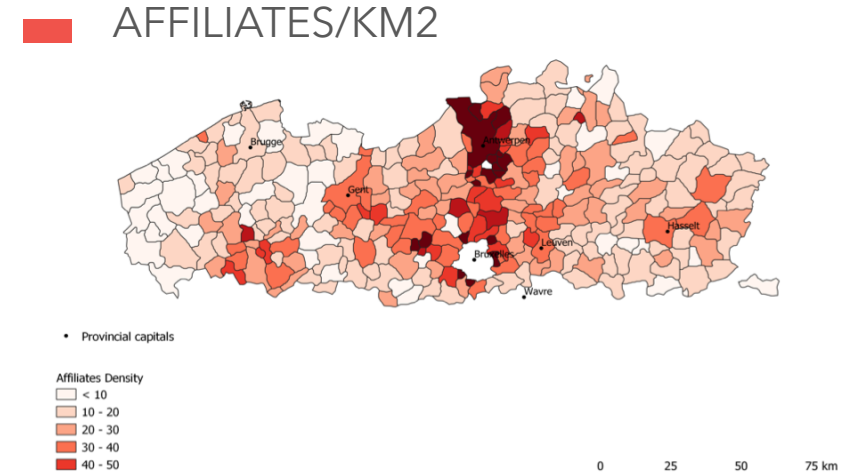 AFFILIATES/KM2
Brugge
Antwerpen
Gent
Hasselt
Leuven
Bruxelles
Wavre
Provincial capitals
Affiliates Density
< 10
10 - 20
20 - 30
30 - 40
40 - 50
0 25 50 75 km